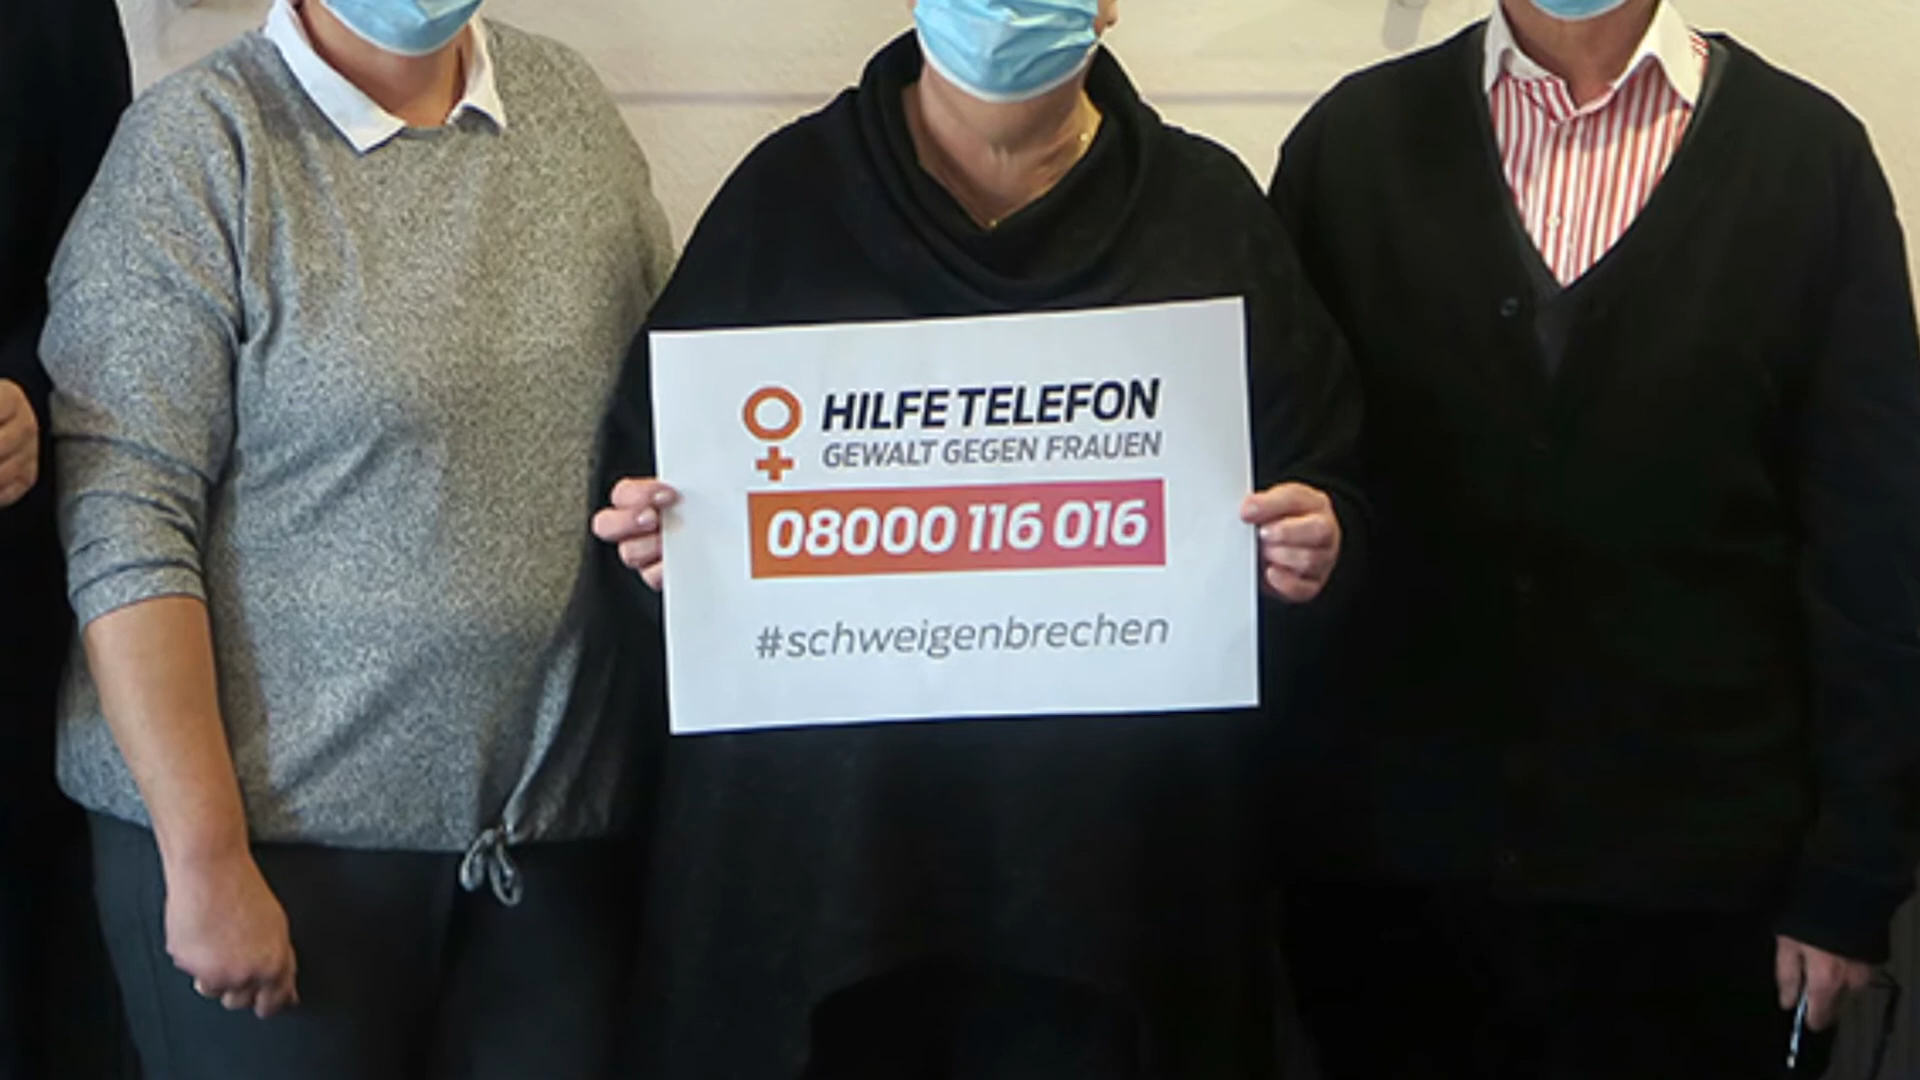 HILFE TELEFON
GEWALT GEGEN FRAUEN
08000 116 016
#schweigenbrechen